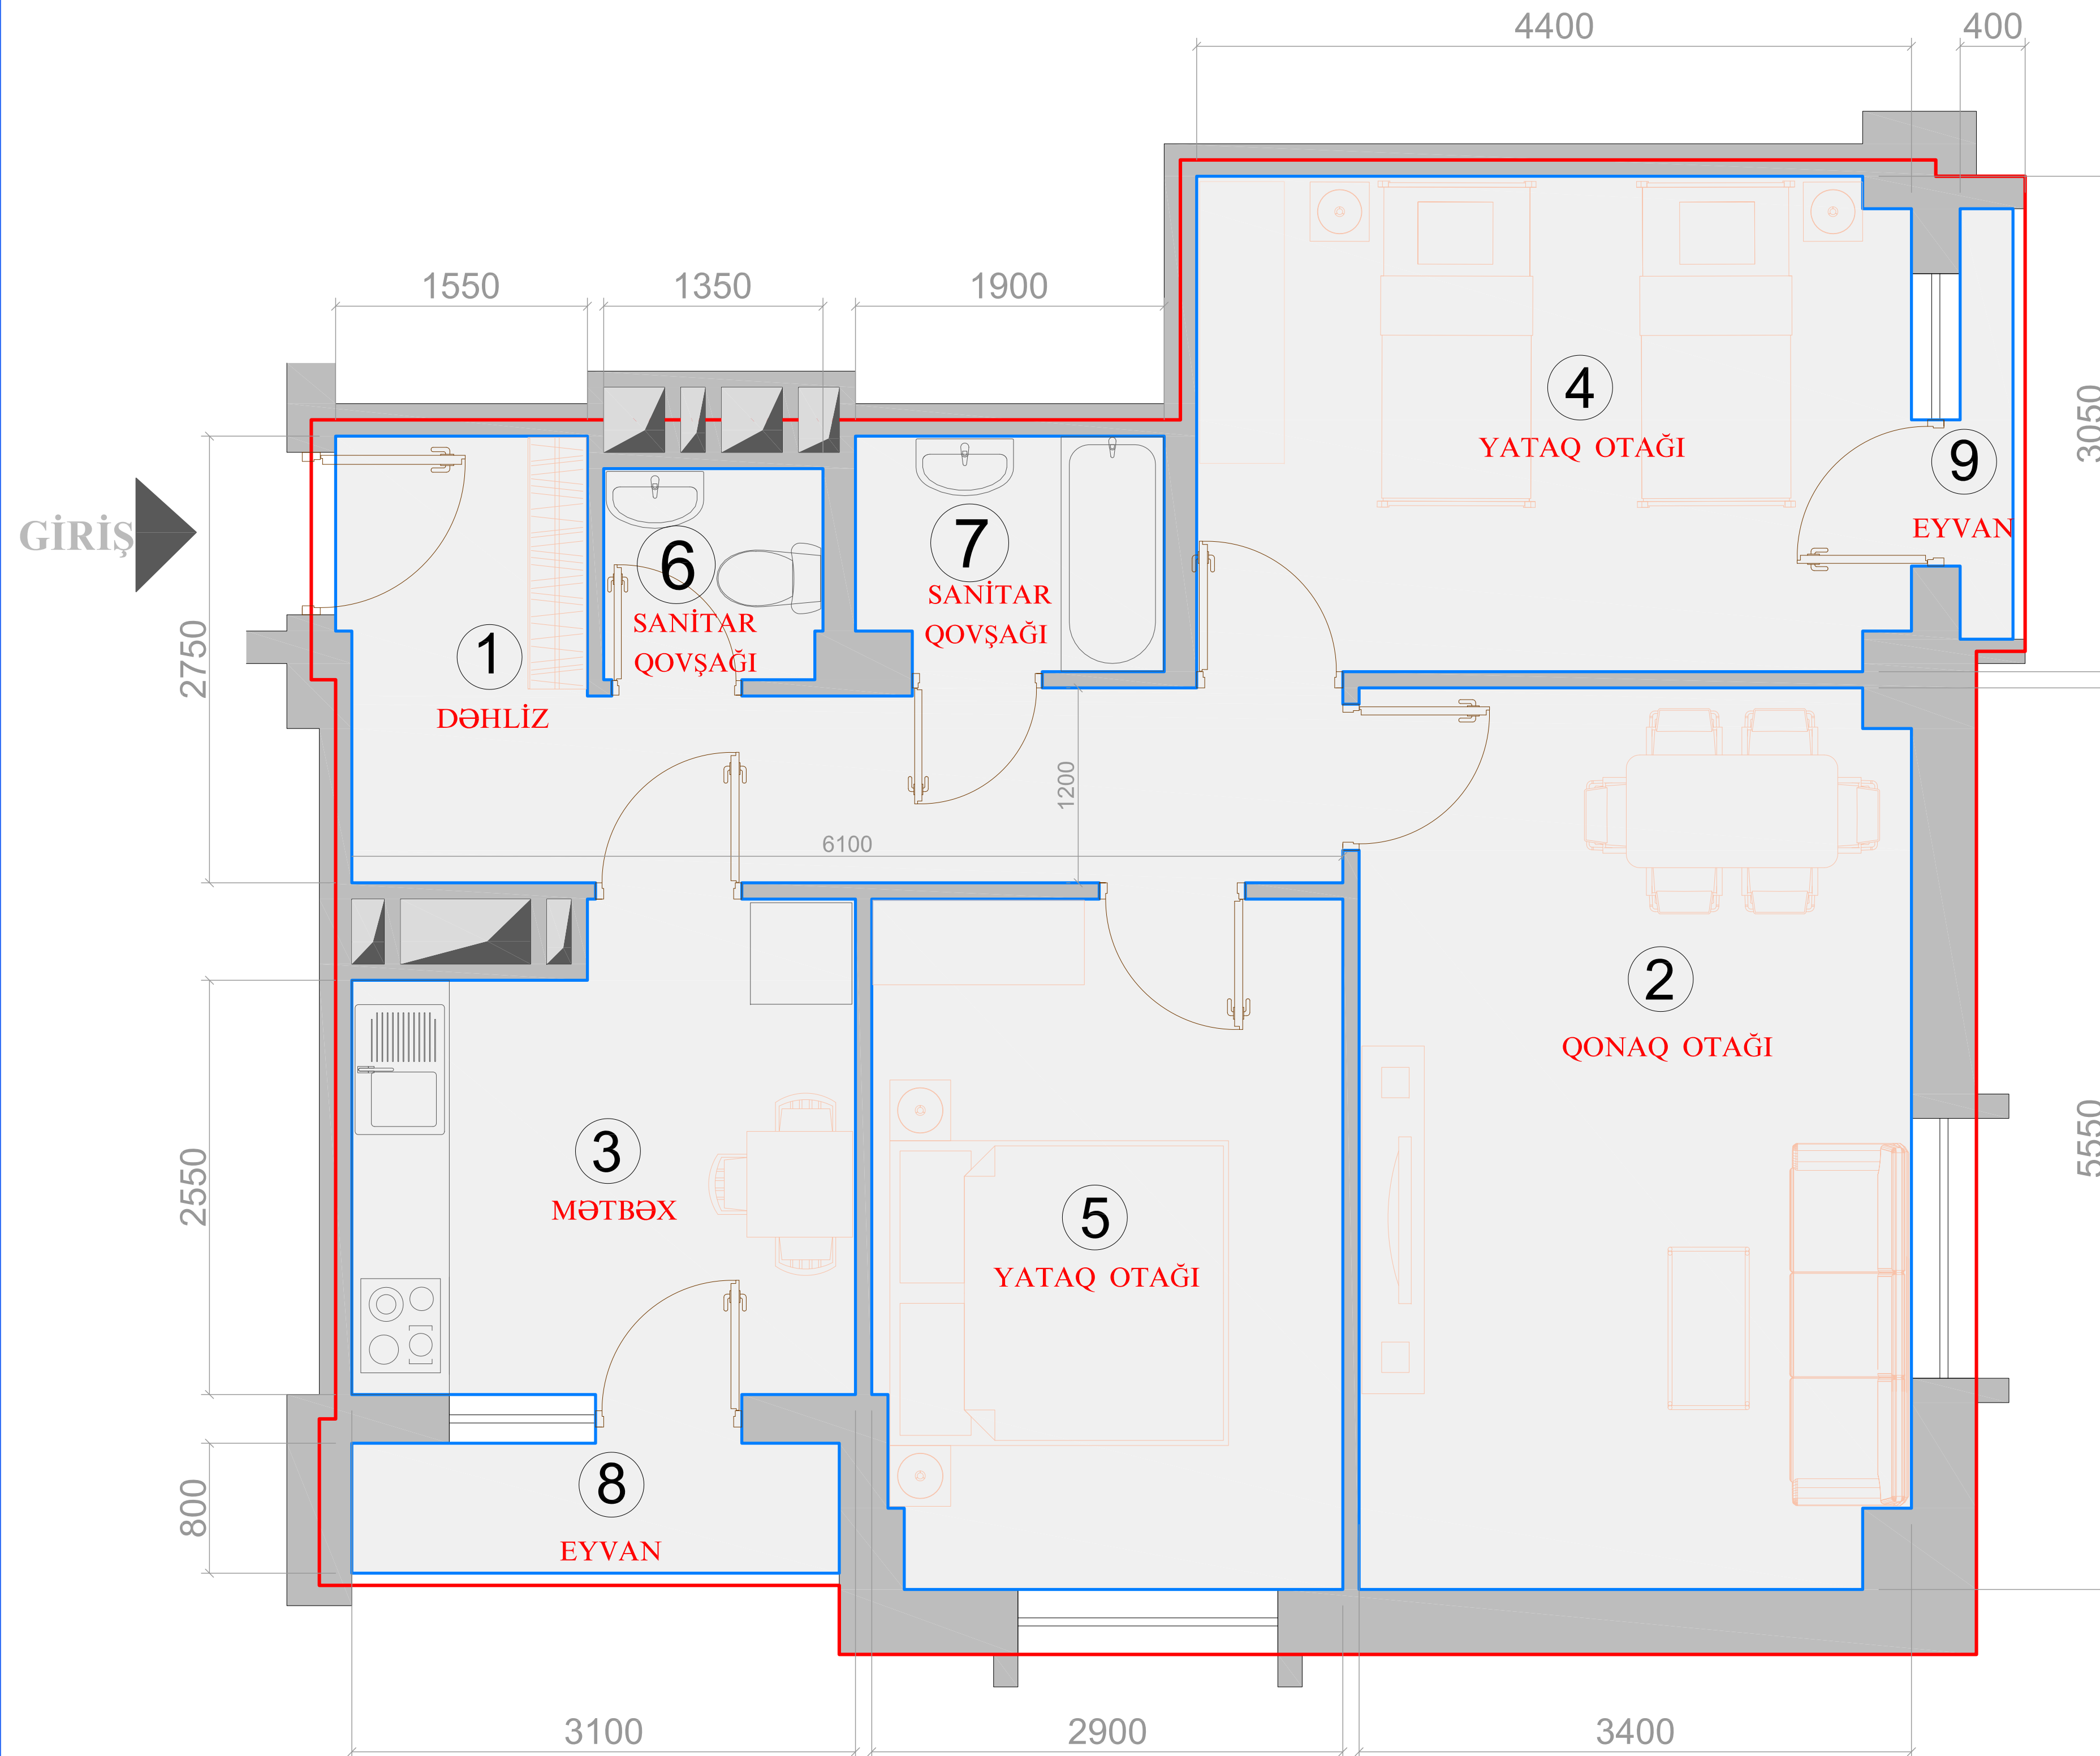 4400
400
1550
1350
1900
3050
GİRİŞ
4
YATAQ OTAĞI
9
EYVAN
6
SANİTAR
QOVŞAĞI
7
SANİTAR
QOVŞAĞI
1
DƏHLİZ
2750
1200
6100
2
QONAQ OTAĞI
3
MƏTBƏX
2550
5
YATAQ OTAĞI
5550
8
EYVAN
800
3100
2900
3400